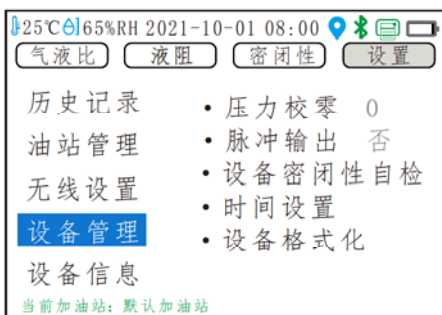 25℃ 65%RH 2021-10-01 08:00
气液比 液阻 密闭性 设置
历史记录
油站管理
无线设置
设备管理
设备信息
• 压力校零 0
• 脉冲输出 否
• 设备密闭性自检
• 时间设置
• 设备格式化
当前加油站：默认加油站